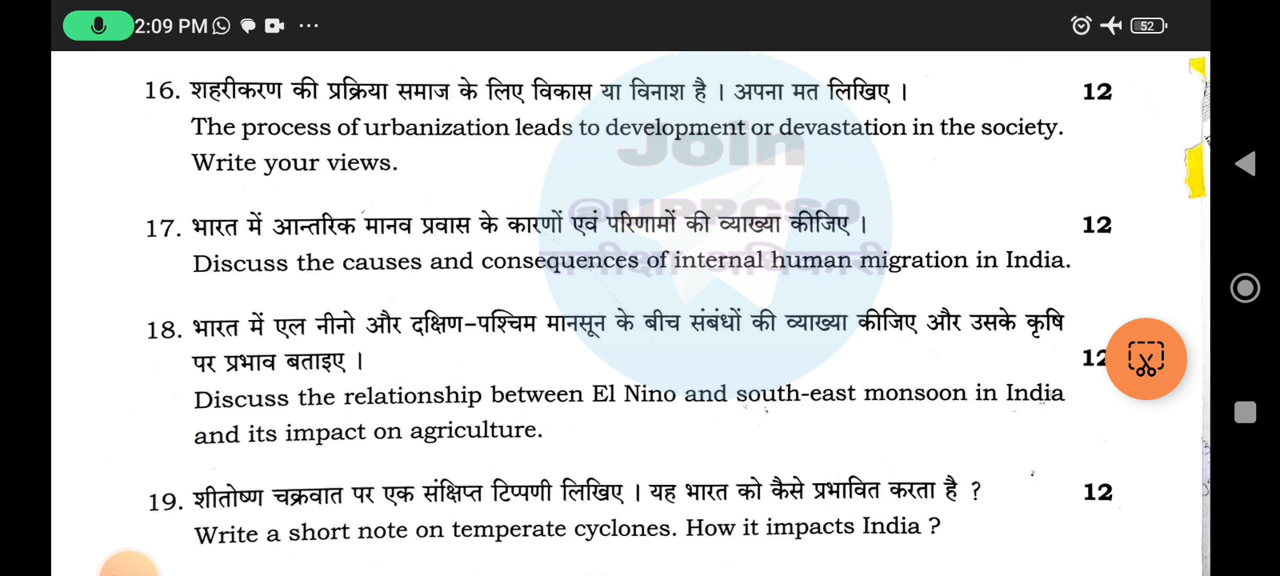 2:09 PM
52
16. शहरीकरण की प्रक्रिया समाज के लिए विकास या विनाश है । अपना मत लिखिए । 12
The process of urbanization leads to development or devastation in the society.
Write your views.
Join
@UPPCSO
समीक्षा अधिकारी
17. भारत में आन्तरिक मानव प्रवास के कारणों एवं परिणामों की व्याख्या कीजिए । 12
Discuss the causes and consequences of internal human migration in India.
18. भारत में एल नीनो और दक्षिण-पश्चिम मानसून के बीच संबंधों की व्याख्या कीजिए और उसके कृषि
पर प्रभाव बताइए । 12
Discuss the relationship between El Nino and south-east monsoon in India
and its impact on agriculture.
19. शीतोष्ण चक्रवात पर एक संक्षिप्त टिप्पणी लिखिए । यह भारत को कैसे प्रभावित करता है ? 12
Write a short note on temperate cyclones. How it impacts India ?